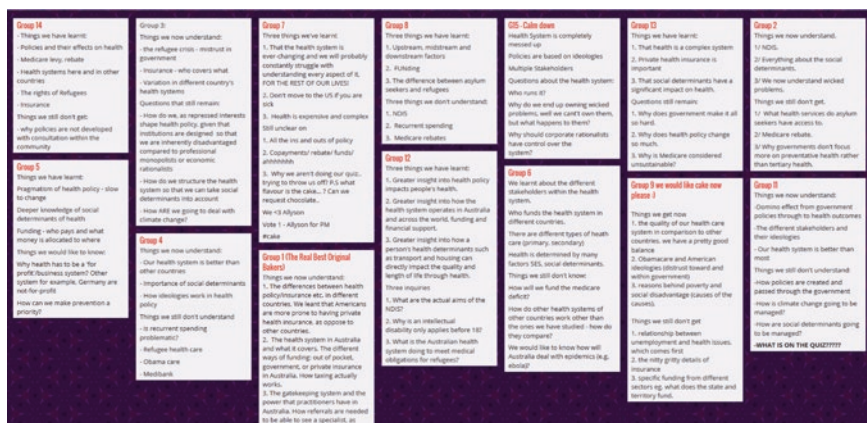 Group 14
- Things we have learnt:
- Policies and their effects on health
- Medicare levy, rebate
- Health systems here and in other
countries
- The rights of Refugees
- Insurance
Things we still don't get:
- why policies are not developed
with consultation within the
community
Group 5
Things we have learnt:
Pragmatism of health policy - slow
to change
Deeper knowledge of social
determinants of health
Funding - who pays and what
money is allocated to where
Things we would like to know:
Why health has to be a 'for
profit'/business system? Other
system for example, Germany are
not-for-profit
How can we make prevention a
priority?
Group 3:
Things we now understand:
- the refugee crisis - mistrust in
government
- Insurance - who covers what
- Variation in different country's
health systems
Questions that still remain:
- How do we, as repressed interests
shape health policy, given that
institutions are designed so that
we are inherently disadvantaged
compared to professional
monopolists or economic
rationalists
- How do we structure the health
system so that we can take social
determinants into account
- How ARE we going to deal with
climate change?
Group 4
Things we now understand:
- Our health system is better than
other countries
- Importance of social determinants
- How ideologies work in health
policy
Things we still don't understand
- Is recurrent spending
problematic?
- Refugee health care
- Obama care
- Medibank
Group 7
Three things we've learnt
1. That the health system is
ever-changing and we will probably
constantly struggle with
understanding every aspect of it.
FOR THE REST OF OUR LIVES!
2. Don't move to the US if you are
sick
3. Health is expensive and complex
Still unclear on
1. All the ins and outs of policy
2. Copayments/ rebate/ funds/
ahhhhhhh
3. Why we aren't doing our quiz..
trying to throw us off? P.S what
flavour is the cake... ? Can we
request chocolate..
We <3 Allyson
Vote 1 - Allyson for PM
#cake
Group 1 (The Real Best Original
Bakers)
Things we now understand:
1. The differences between health
policy/insurance etc. in different
countries. We leant that Americans
are more prone to having private
health insurance, as oppose to
other countries.
2. The health system in Australia
and what it covers. The different
ways of funding: out of pocket,
government, or private insurance
in Australia. How taxing actually
works.
3. The gatekeeping system and the
power that practitioners have in
Australia. How referrals are needed
to be able to see a specialist, as
Group 8
Three things we have learnt:
1. Upstream, midstream and
downstream factors
2. FUnding
3. The difference between asylum
seekers and refugees
Three things we don't understand:
1. NDIS
2. Recurrent spending
3. Medicare rebates
Group 12
Three things we have learnt:
1. Greater insight into health policy
impacts people's health.
2. Greater insight into how the
health system operates in Australia
and across the world, funding and
financial support.
3. Greater insight into how a
person's health determinants such
as transport and housing can
directly impact the quality and
length of life through health.
Three inquiries
1. What are the actual aims of the
NDIS?
2. Why is an intellectual
disability only applies before 18?
3. What is the Australian health
system doing to meet medical
obligations for refugees?
G15 - Calm down
Health System is completely
messed up
Policies are based on ideologies
Multiple Stakeholders
Questions about the health system:
Who runs it?
Why do we end up owning wicked
problems, well we can't own them,
but what happens to them?
Why should corporate rationalists
have control over the
system?
Group 6
We learnt about the different
stakeholders within the health
system.
Who funds the health system in
different countries.
There are different types of heath
care (primary, secondary)
Health is determined by many
factors SES, social determinants.
Things we still don't know:
How will we fund the medicare
deficit?
How do other health systems of
other countries work other than
the ones we have studied - how do
they compare?
We would like to know how will
Australia deal with epidemics (e.g.
ebola)?
Group 13
Things we have learnt:
1. That health is a complex system
2. Private health insurance is
important
3. That social determinants have a
significant impact on health.
Questions still remain:
1. Why does government make it all
so hard.
2. Why does health policy change
so much.
3. Why is Medicare considered
unsustainable?
Group 9 we would like cake now
please :)
Things we get now
1. the quality of our health care
system in comparison to other
countries. we have a pretty good
balance
2. Obamacare and American
ideologies (distrust toward and
within government)
3. reasons behind poverty and
social disadvantage (causes of the
causes).
Things we still don't get
1. relationship between
unemployment and health issues,
which comes first
2. the nitty gritty details of
insurance
3. specific funding from different
sectors eg. what does the state and
territory fund.
Group 2
Things we now understand.
1/ NDIS.
2/ Everything about the social
determinants.
3/ We now understand wicked
problems.
Things we still don't get.
1/ What health services do asylum
seekers have access to.
2/ Medicare rebate.
3/ Why governments don't focus
more on preventative health rather
than tertiary health.
Group 11
Things we now understand:
-Domino effect from government
policies through to health outcomes
-The different stakeholders and
their ideologies
- Our health system is better than
most
Things we still don't understand:
-How policies are created and
passed through the government
-How is climate change going to be
managed?
-How are social determinants going
to be managed?
-WHAT IS ON THE QUIZ??????